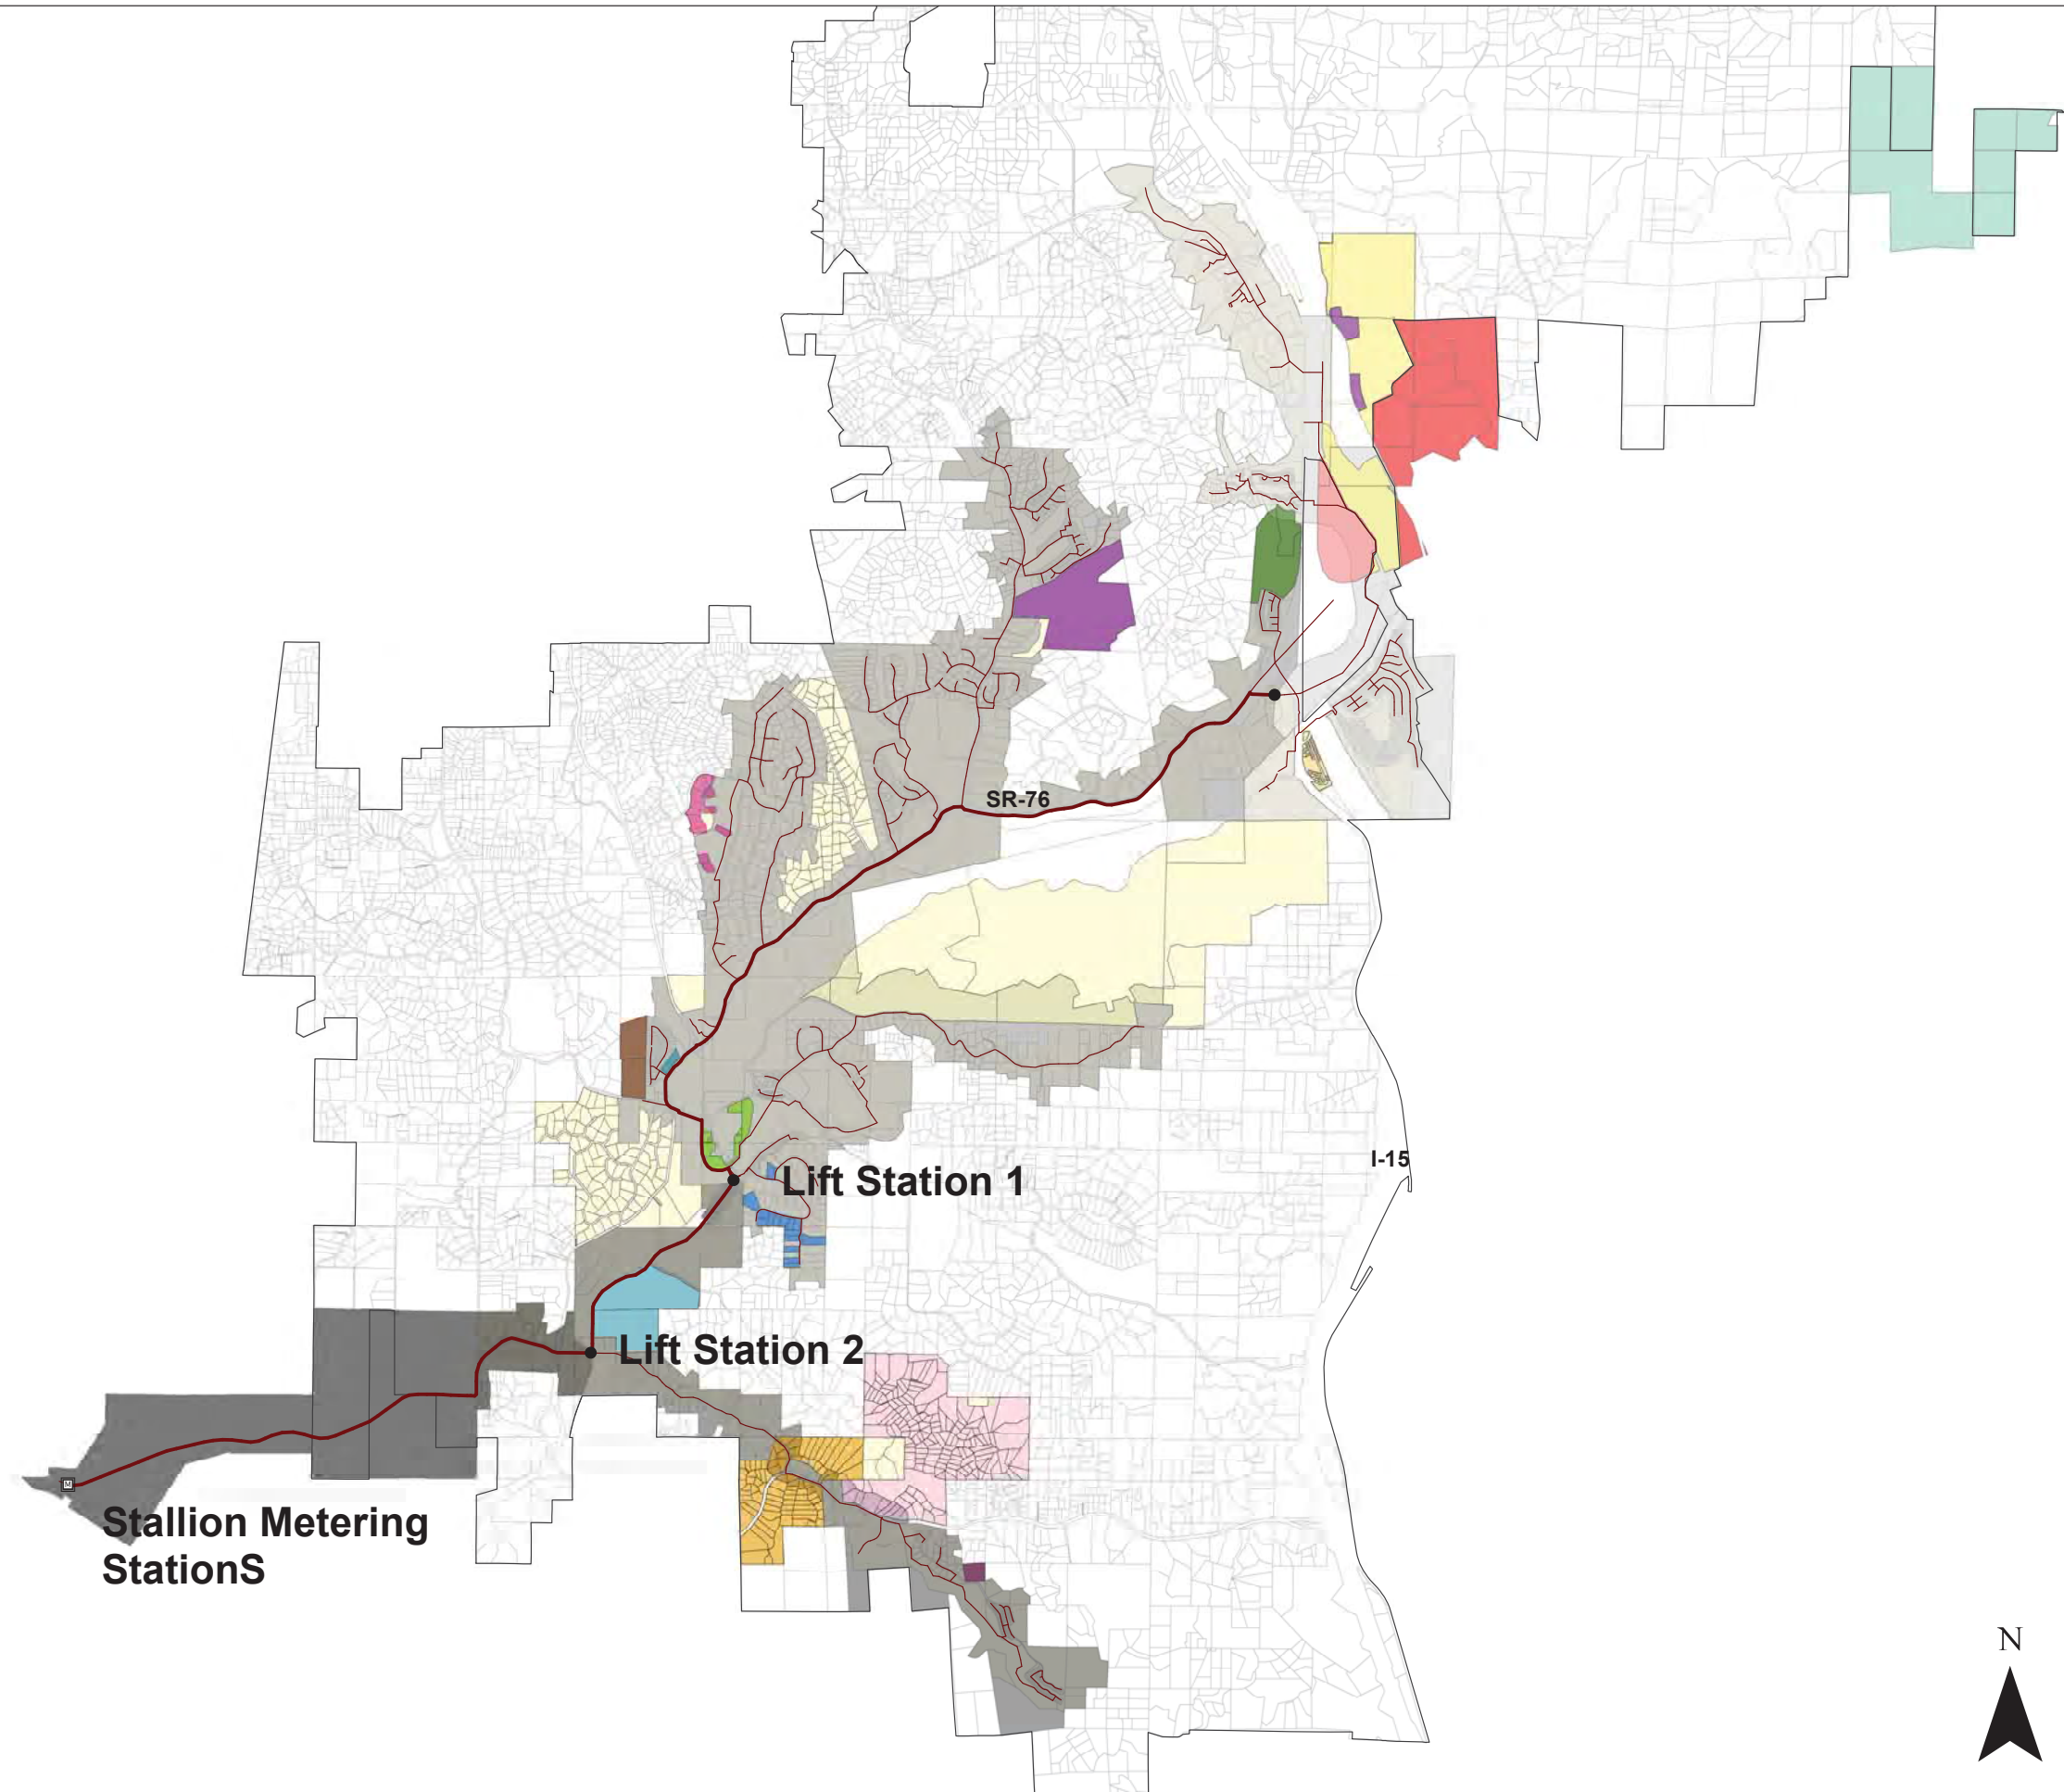 SR-76
I-15
Lift Station 1
Lift Station 2
M
Stallion Metering
StationS
N